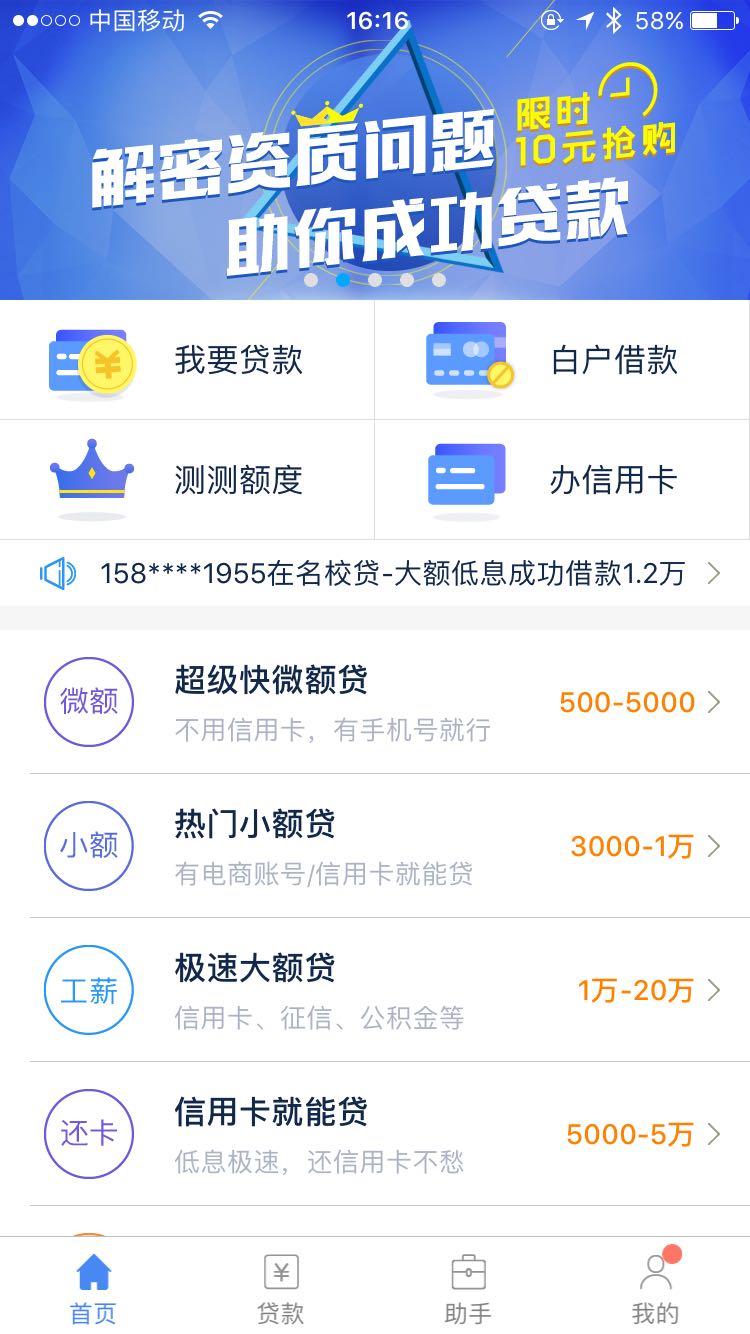 中国移动 16:16 58%
限时
10元抢购
解密资质问题
助你成功贷款
我要贷款
白户借款
测测额度
办信用卡
158****1955在名校贷-大额低息成功借款1.2万
微额
超级快微额贷
不用信用卡，有手机号就行
500-5000
小额
热门小额贷
有电商账号/信用卡就能贷
3000-1万
工薪
极速大额贷
信用卡、征信、公积金等
1万-20万
还卡
信用卡就能贷
低息极速，还信用卡不愁
5000-5万
首页
贷款
助手
我的